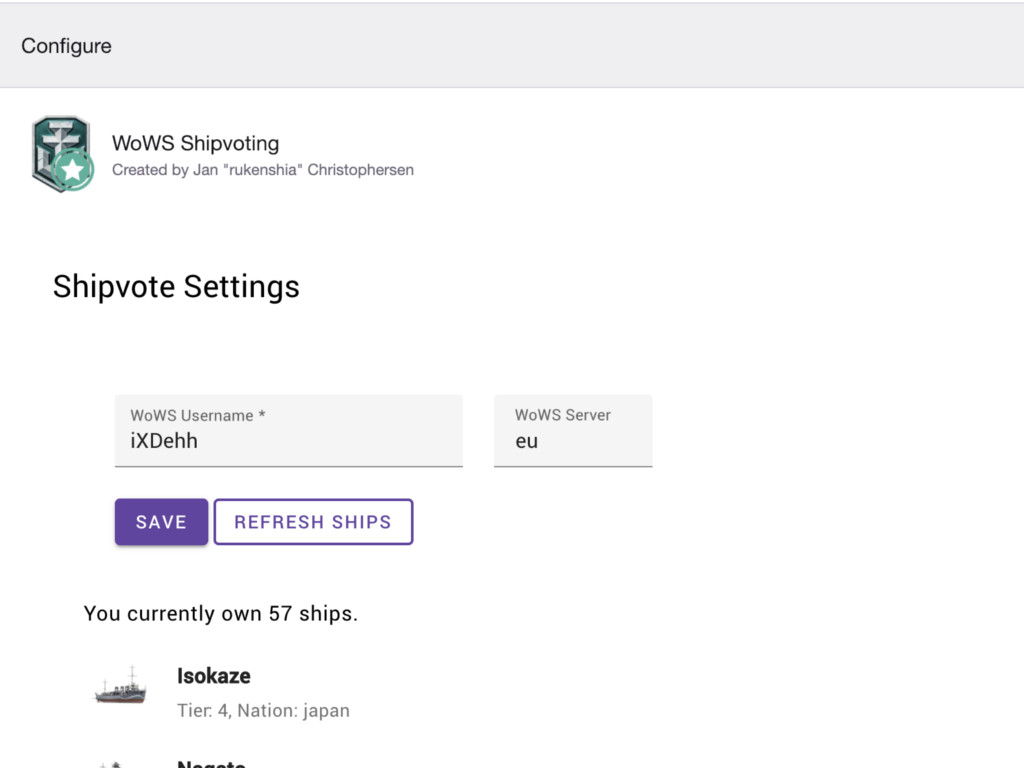 Configure
WoWS Shipvoting
Created by Jan "rukenshia" Christophersen
Shipvote Settings
WoWS Username *
iXDehh
WoWS Server
eu
SAVE
REFRESH SHIPS
You currently own 57 ships.
Isokaze
Tier: 4, Nation: japan
Nagato